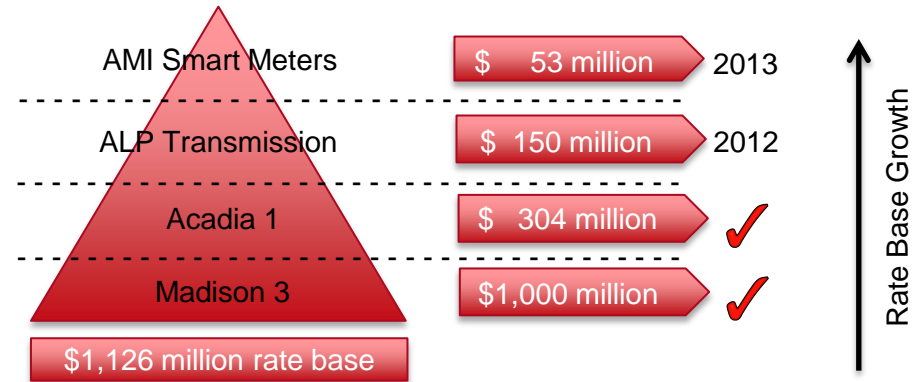 AMI Smart Meters
$ 53 million
2013
ALP Transmission
$ 150 million
2012
Acadia 1
$ 304 million
Madison 3
$1,000 million
$1,126 million rate base
Rate Base Growth